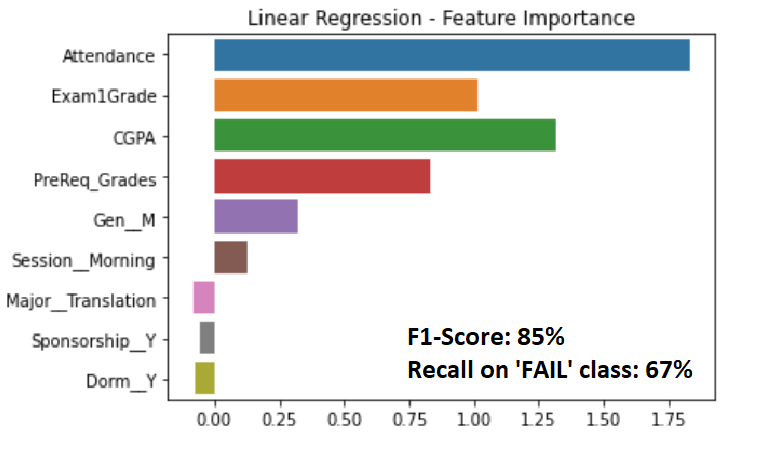 Linear Regression - Feature Importance
Attendance
Exam1Grade
CGPA
PreReq_Grades
Gen__M
Session__Morning
Major__Translation
Sponsorship__Y
Dorm__Y
F1-Score: 85%
Recall on 'FAIL' class: 67%
0.00 0.25 0.50 0.75 1.00 1.25 1.50 1.75